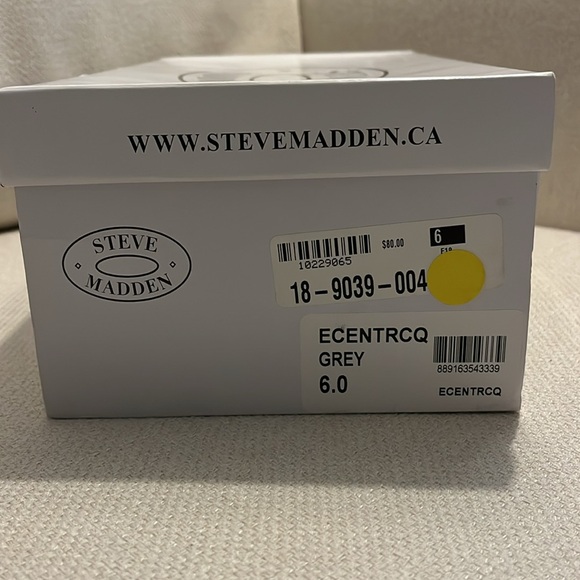 WWW.STEVEMADDEN.CA
STEVE
MADDEN
$80.00
6
10229065
18-9039-004
ECENTRCQ
GREY
6.0
889163543339
ECENTRCQ